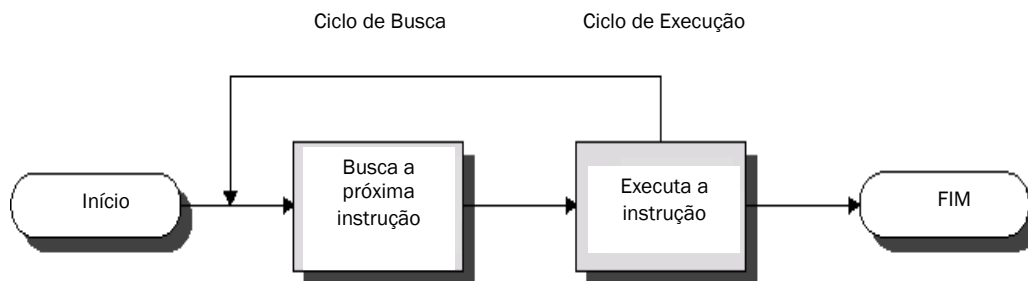 Ciclo de Busca
Ciclo de Execução
Início
Busca a
próxima
instrução
Executa a
instrução
FIM